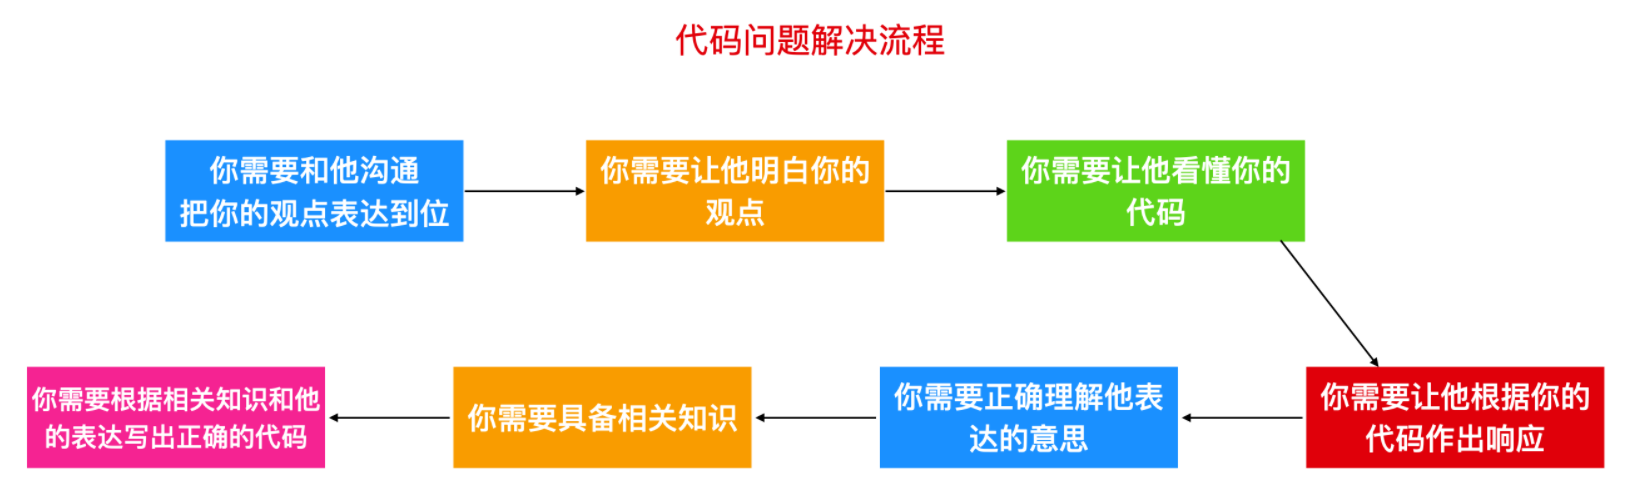 代码问题解决流程
你需要和他沟通
把你的观点表达到位
你需要让他明白你的
观点
你需要让他看懂你的
代码
你需要让他根据你的
代码作出响应
你需要正确理解他表
达的意思
你需要具备相关知识
你需要根据相关知识和他
的表达写出正确的代码